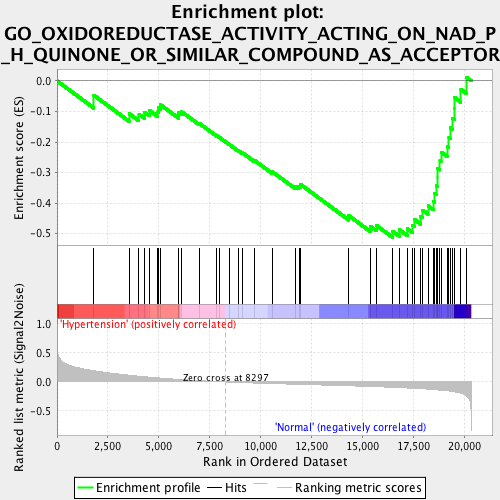 Enrichment plot:
GO_OXIDOREDUCTASE_ACTIVITY_ACTING_ON_NAD_P
_H_QUINONE_OR_SIMILAR_COMPOUND_AS_ACCEPTOR
Enrichment score (ES)
0.0
-0.1
-0.2
-0.3
-0.4
-0.5
Ranked list metric (Signal2Noise)
1.0
0.5
0.0
-0.5
'Hypertension' (positively correlated)
Zero cross at 8297
'Normal' (negatively correlated)
0
2,500
5,000
7,500
10,000
12,500
15,000
17,500
20,000
Rank in Ordered Dataset
Enrichment profile
Hits
Ranking metric scores